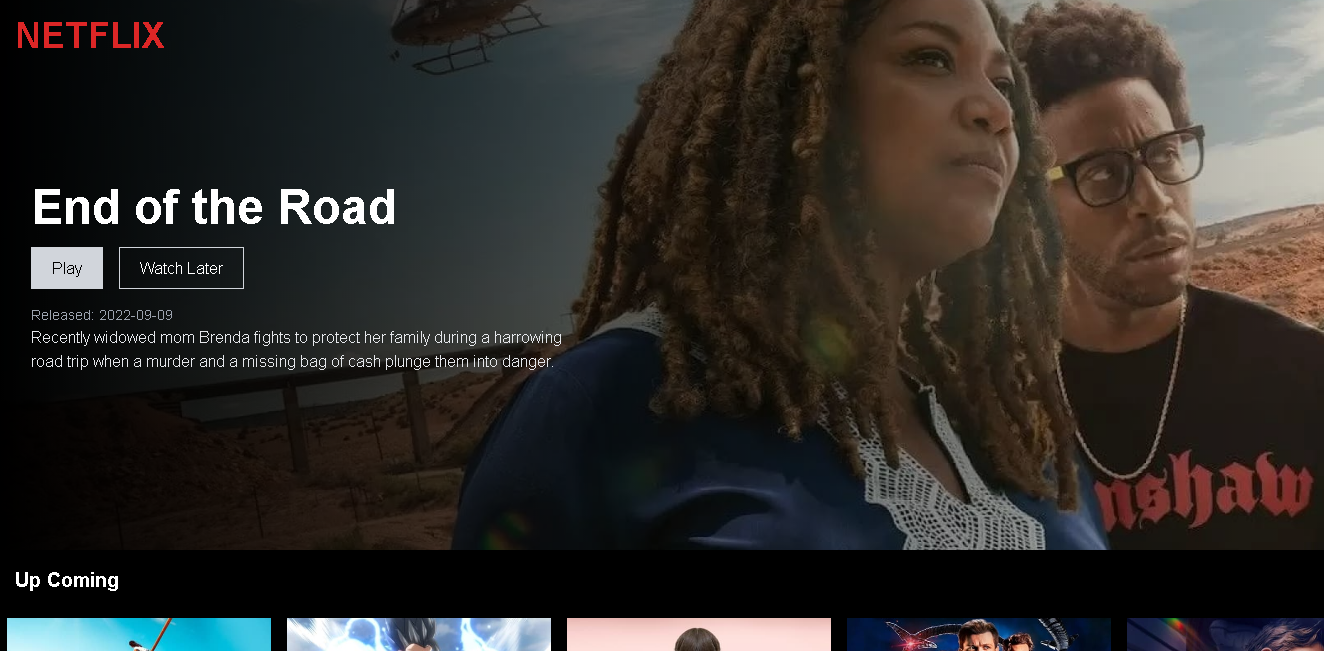 NETFLIX
End of the Road
Play
Watch Later
Released: 2022-09-09
Recently widowed mom Brenda fights to protect her family during a harrowing
road trip when a murder and a missing bag of cash plunge them into danger.
nshaw
Up Coming